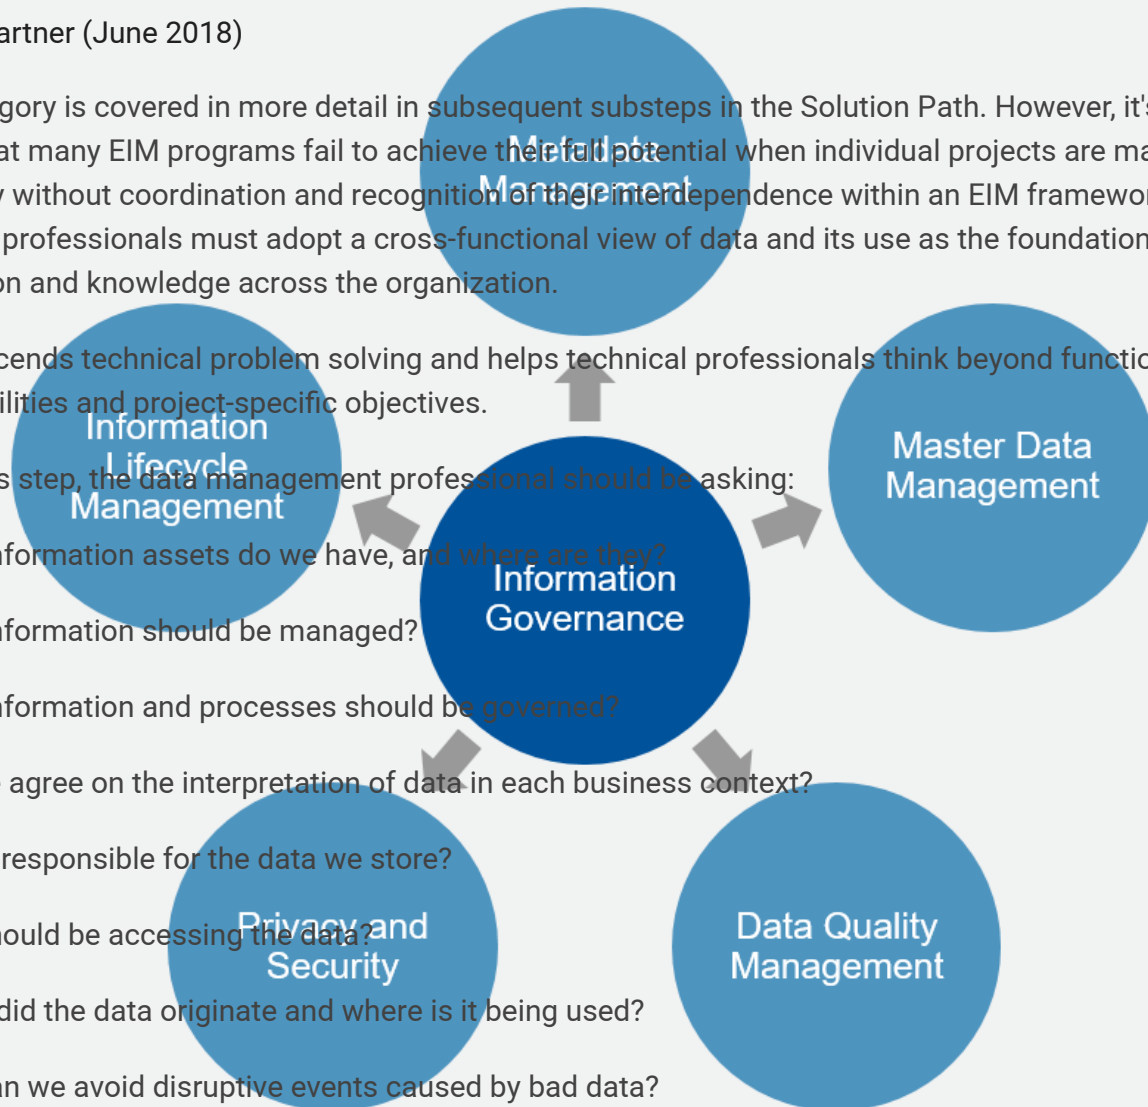 artner (June 2018)
gory is covered in more detail in subsequent substeps in the Solution Path. However, it's
at many EIM programs fail to achieve their full potential when individual projects are ma
y without coordination and recognition of their interdependence within an EIM framewor
professionals must adopt a cross-functional view of data and its use as the foundation
on and knowledge across the organization.
cends technical problem solving and helps technical professionals think beyond functio
ilities and project-specific objectives.
s step, the data management professional should be asking:
nformation assets do we have, and where are they?
nformation should be managed?
nformation and processes should be governed?
e agree on the interpretation of data in each business context?
responsible for the data we store?
hould be accessing the data?
did the data originate and where is it being used?
an we avoid disruptive events caused by bad data?
Metadata
Management
Information
Lifecycle
Management
Master Data
Management
Information
Governance
Privacy and
Security
Data Quality
Management